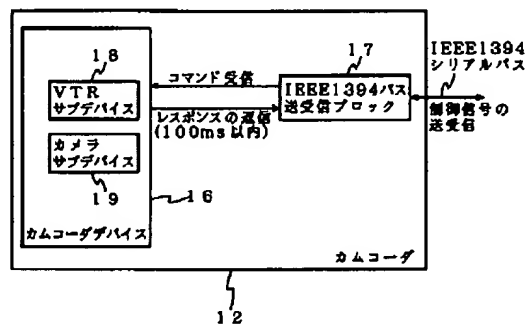 18
VTR
サブデバイス
カメラ
サブデバイス
19
カムコーダデバイス
16
コマンド受信
レスポンスの返信
(100ms以内)
17
IEEE1394バス
送受信ブロック
IEEE1394
シリアルバス
制御信号の
送受信
カムコーダ
12